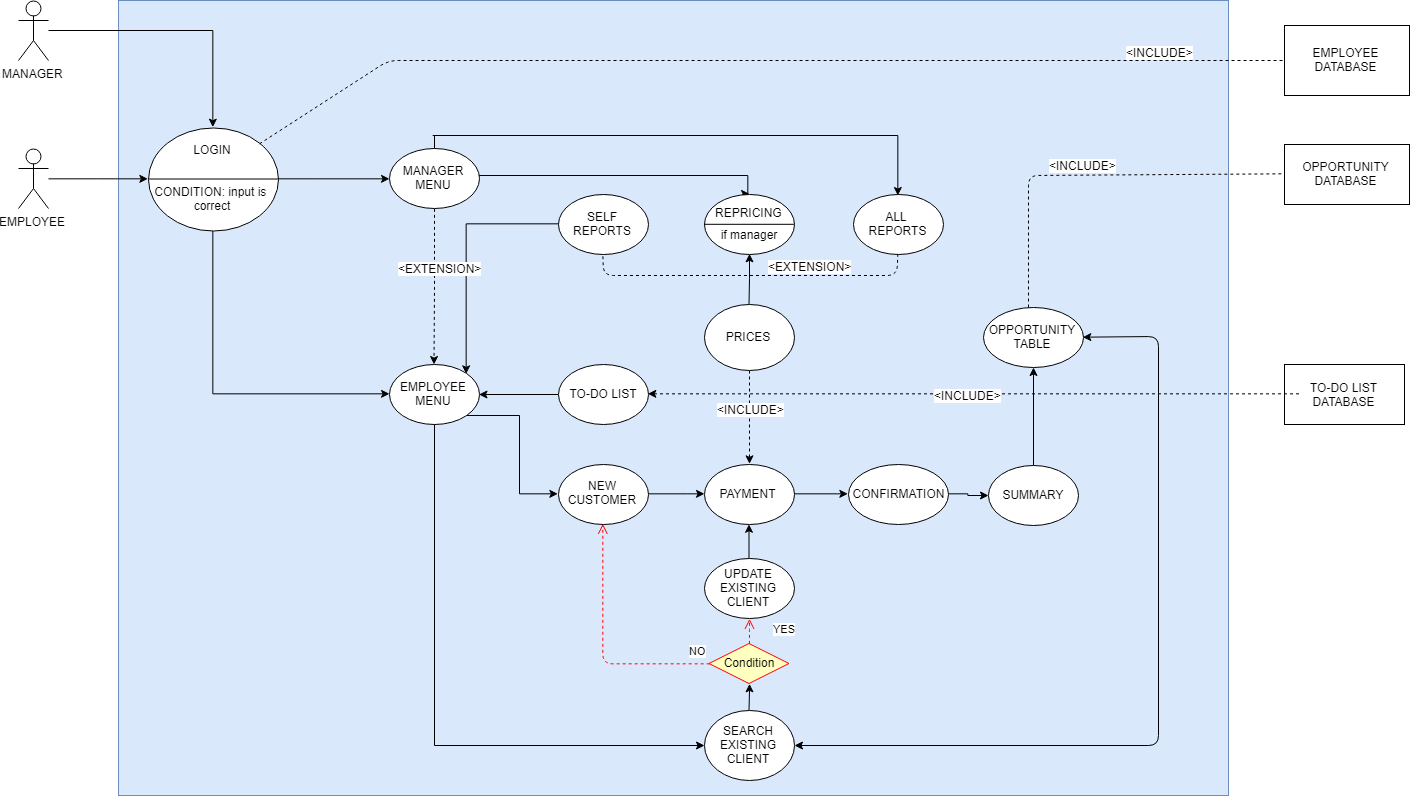 MANAGER
EMPLOYEE
LOGIN
CONDITION: input is
correct
<INCLUDE>
EMPLOYEE
DATABASE
MANAGER
MENU
<INCLUDE>
OPPORTUNITY
DATABASE
SELF
REPORTS
REPRICING
if manager
ALL
REPORTS
<EXTENSION>
<EXTENSION>
PRICES
OPPORTUNITY
TABLE
EMPLOYEE
MENU
TO-DO LIST
<INCLUDE>
<INCLUDE>
TO-DO LIST
DATABASE
NEW
CUSTOMER
PAYMENT
CONFIRMATION
SUMMARY
UPDATE
EXISTING
CLIENT
YES
NO
Condition
SEARCH
EXISTING
CLIENT